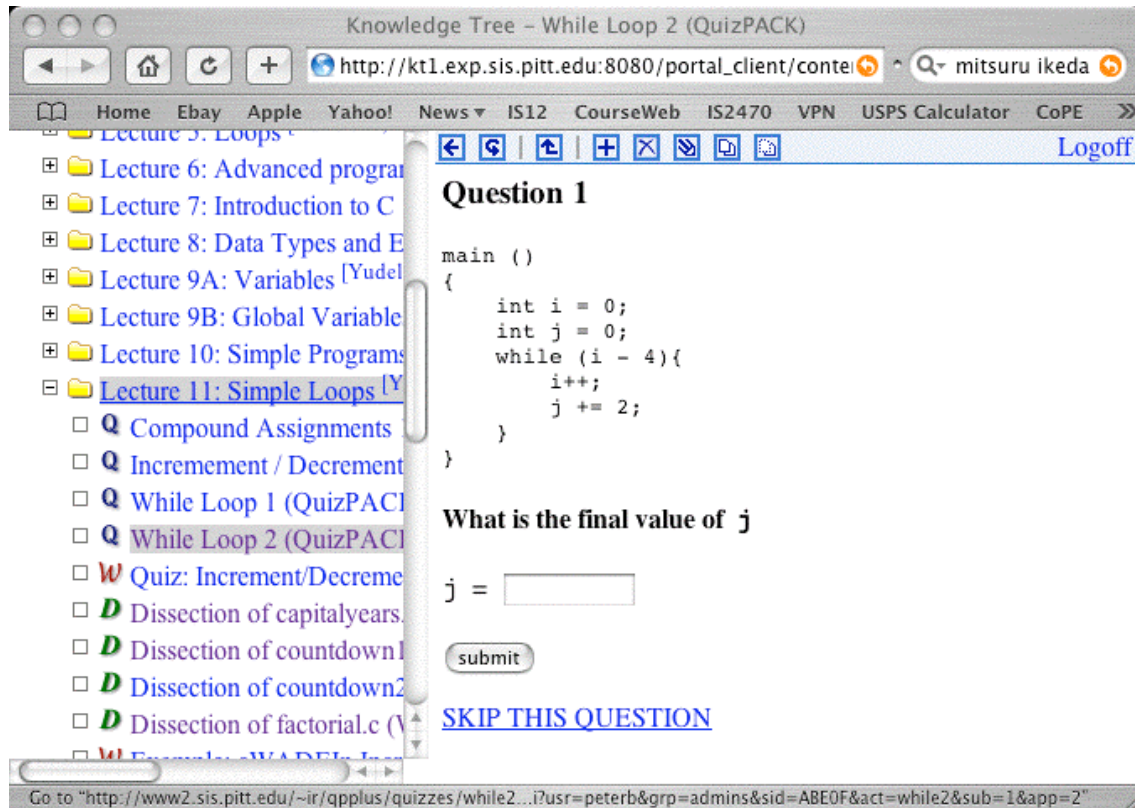 Knowledge Tree – While Loop 2 (QuizPACK)
http://kt1.exp.sis.pitt.edu:8080/portal_client/conte
mitsuru ikeda
Home Ebay Apple Yahoo! News IS12 CourseWeb IS2470 VPN USPS Calculator CoPE
Lecture 5: Loops
Lecture 6: Advanced program
Lecture 7: Introduction to C
Lecture 8: Data Types and E
Lecture 9A: Variables [Yudel
Lecture 9B: Global Variable
Lecture 10: Simple Programs
Lecture 11: Simple Loops [Y
Q Compound Assignments
Q Incremement / Decrement
Q While Loop 1 (QuizPAC
Q While Loop 2 (QuizPAC
W Quiz: Increment/Decreme
D Dissection of capitalyears.
D Dissection of countdown1
D Dissection of countdown2
D Dissection of factorial.c (
Logoff
Question 1
main ()
{
int i = 0;
int j = 0;
while (i - 4){
i++;
j += 2;
}
}
What is the final value of j
j =
submit
SKIP THIS QUESTION
Go to "http://www2.sis.pitt.edu/~ir/qpplus/quizzes/while2...i?usr=peterb&grp=admins&sid=ABE0F&act=while2&sub=1&app=2"